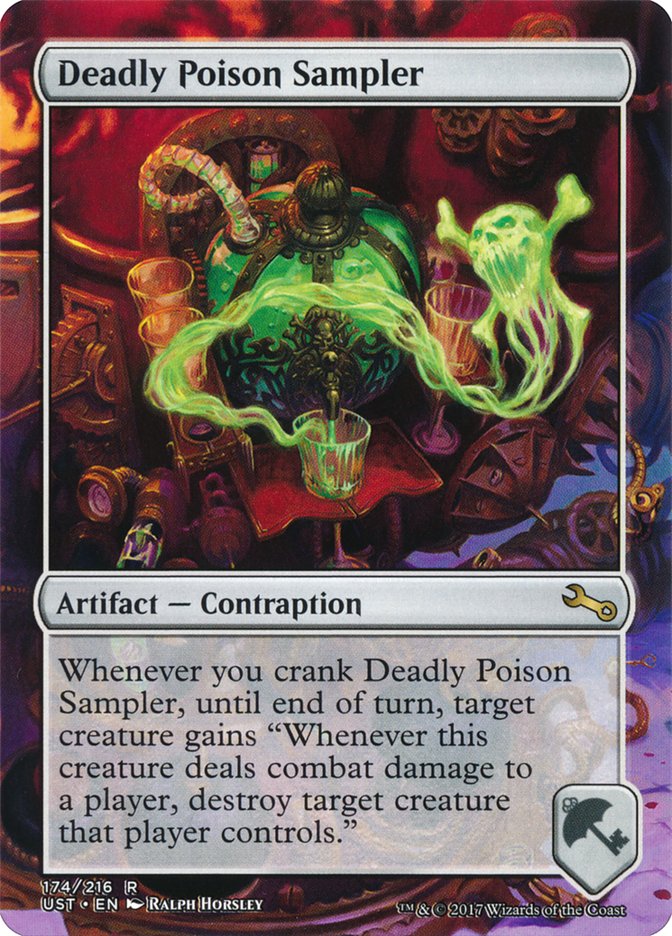 Deadly Poison Sampler
Artifact — Contraption
Whenever you crank Deadly Poison
Sampler, until end of turn, target
creature gains “Whenever this
creature deals combat damage to
a player, destroy target creature
that player controls.”
174/216 R
UST • EN Ralph Horsley
™ & © 2017 Wizards of the Coast